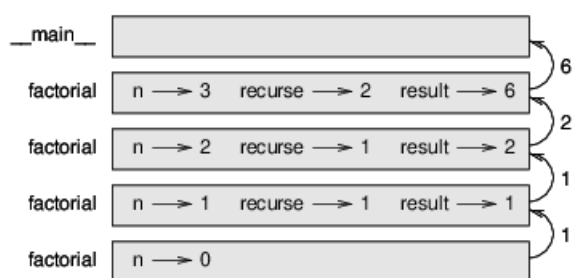 __main__
6
factorial n → 3 recurse → 2 result → 6
2
factorial n → 2 recurse → 1 result → 2
1
factorial n → 1 recurse → 1 result → 1
1
factorial n → 0